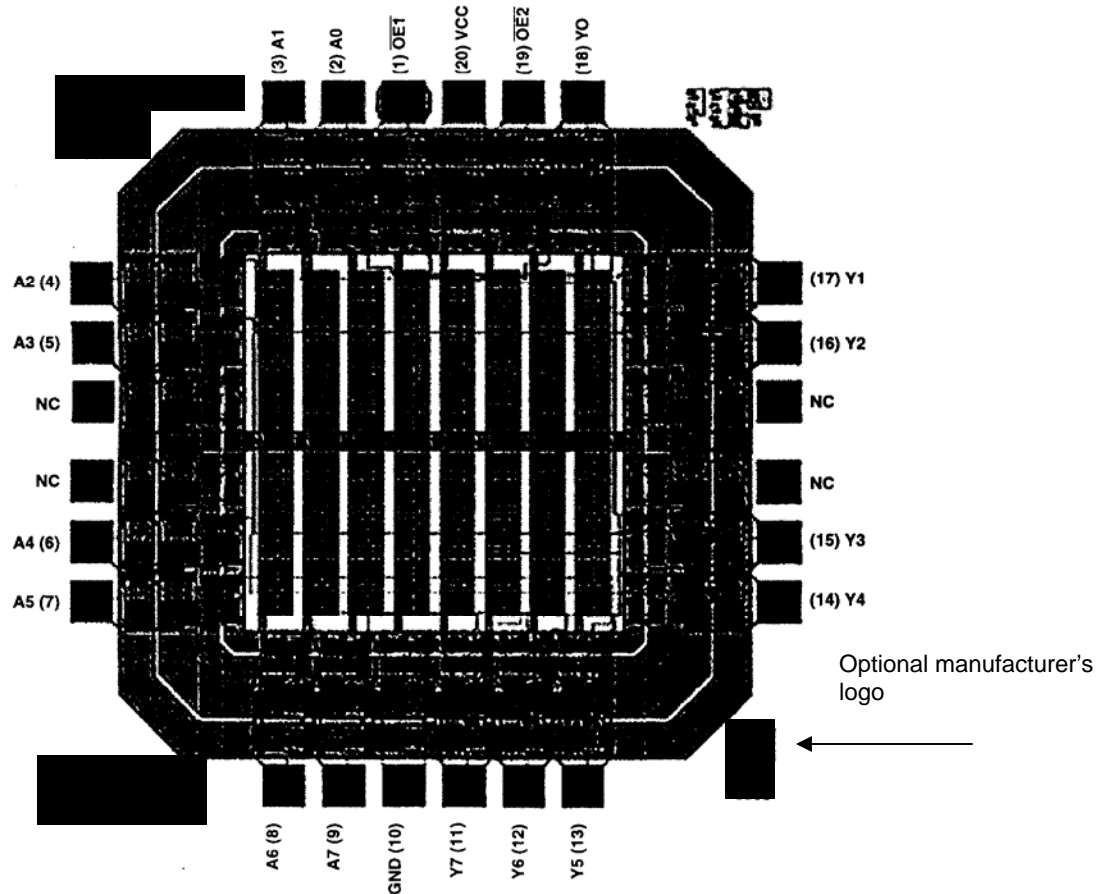 (3) A1
(2) A0
(1) O̅E̅1̅
(20) VCC
(19) O̅E̅2̅
(18) YO
A2 (4)
A3 (5)
NC
NC
A4 (6)
A5 (7)
(17) Y1
(16) Y2
NC
NC
(15) Y3
(14) Y4
Optional manufacturer's
logo
A6 (8)
A7 (9)
GND (10)
Y7 (11)
Y6 (12)
Y5 (13)